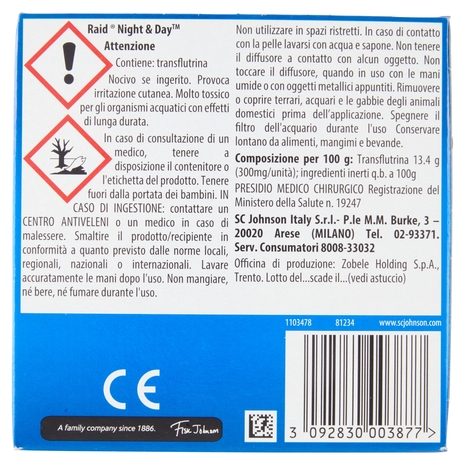 Raid® Night & Day™
Attenzione
Contiene: transflutrina
Nocivo se ingerito. Provoca
irritazione cutanea. Molto tossico
per gli organismi acquatici con effetti
di lunga durata.
In caso di consultazione di un
medico, tenere a
disposizione il contenitore o
l'etichetta del prodotto. Tenere
fuori dalla portata dei bambini. IN
CASO DI INGESTIONE: contattare un
CENTRO ANTIVELENI o un medico in caso di
malessere. Smaltire il prodotto/recipiente in
conformità a quanto previsto dalle norme locali,
regionali, nazionali o internazionali. Lavare
accuratamente le mani dopo l'uso. Non mangiare,
né bere, né fumare durante l'uso.
Non utilizzare in spazi ristretti. In caso di contatto
con la pelle lavarsi con acqua e sapone. Non tenere
il diffusore a contatto con alcun oggetto. Non
toccare il diffusore, quando in uso con le mani
umide o con oggetti metallici appuntiti. Rimuovere
o coprire terrari, acquari e le gabbie degli animali
domestici prima dell'applicazione. Spegnere il
filtro dell'acquario durante l'uso Conservare
lontano da alimenti, mangimi e bevande.
Composizione per 100 g: Transflutrina 13.4 g
(300mg/unità); ingredienti inerti q.b. a 100g
PRESIDIO MEDICO CHIRURGICO Registrazione del
Ministero della Salute n. 19247
SC Johnson Italy S.r.l.- P.le M.M. Burke, 3 –
20020 Arese (MILANO) Tel. 02-93371.
Serv. Consumatori 8008-33032
Officina di produzione: Zobele Holding S.p.A.,
Trento. Lotto del...scade il...(vedi astuccio)
1103478 81234 www.scjohnson.com
CE
A family company since 1886. Fisk Johnson
3 092830 003877 >